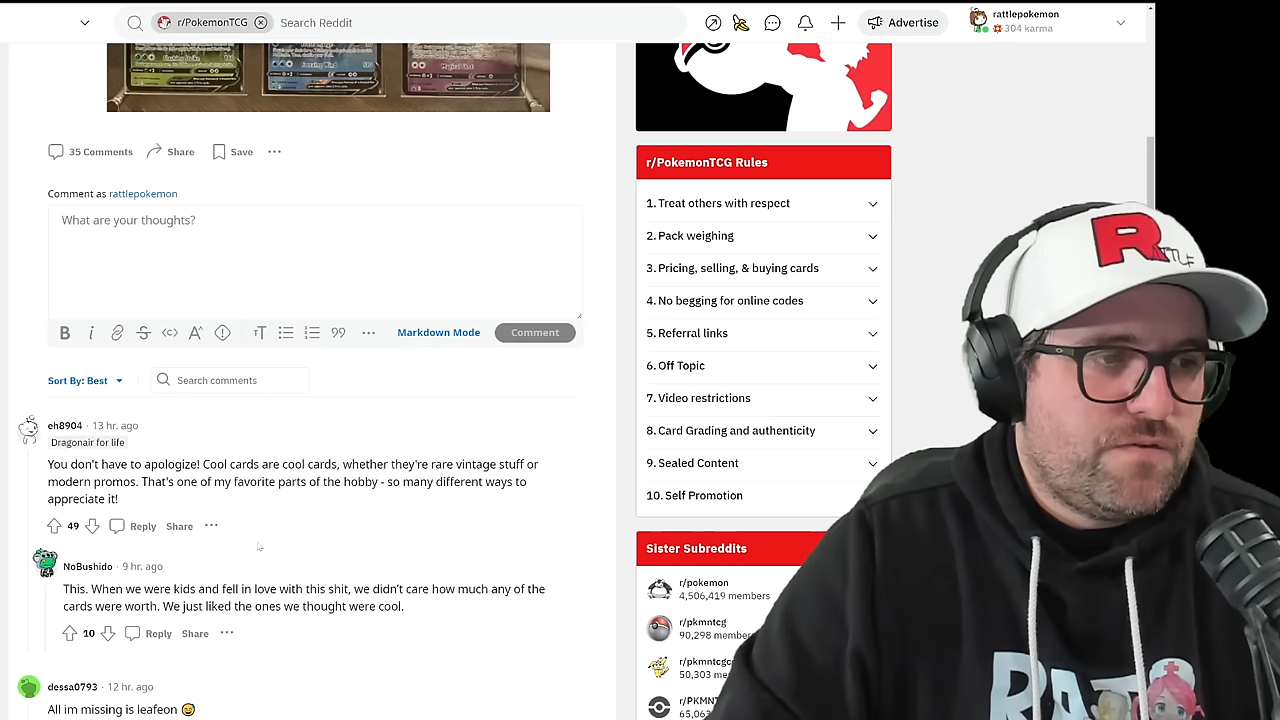 r/PokemonTCG
Search Reddit
Advertise
rattlepokemon
304 karma
35 Comments
Share
Save
Comment as rattlepokemon
What are your thoughts?
B
i
Markdown Mode
Comment
Sort By: Best
Search comments
eh8904 · 13 hr. ago
Dragonair for life
You don't have to apologize! Cool cards are cool cards, whether they're rare vintage stuff or
modern promos. That's one of my favorite parts of the hobby - so many different ways to
appreciate it!
49
Reply
Share
NoBushido · 9 hr. ago
This. When we were kids and fell in love with this shit, we didn't care how much any of the
cards were worth. We just liked the ones we thought were cool.
10
Reply
Share
dessa0793 · 12 hr. ago
All im missing is leafeon 😅
r/PokemonTCG Rules
1. Treat others with respect
2. Pack weighing
3. Pricing, selling, & buying cards
4. No begging for online codes
5. Referral links
6. Off Topic
7. Video restrictions
8. Card Grading and authenticity
9. Sealed Content
10. Self Promotion
Sister Subreddits
r/pokemon
4,506,419 members
r/pkmntcg
90,298
r/pkmntcg
50,303
r/PKMNT
65,06
R